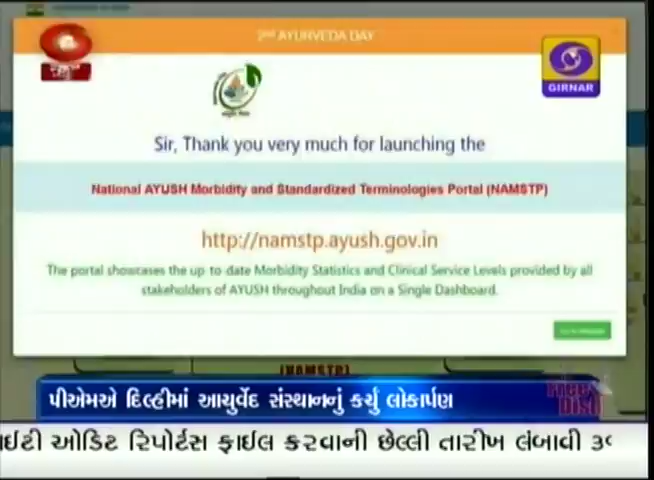 2ND AYURVEDA DAY
GIRNAR
Sir, Thank you very much for launching the
National AYUSH Morbidity and Standardized Terminologies Portal (NAMSTP)
http://namstp.ayush.gov.in
The portal showcases the up to date Morbidity Statistics and Clinical Service Levels provided by all
stakeholders of AYUSH throughout India on a Single Dashboard.
(NAMSTP)
પીએમએ દિલ્હીમાં આયુર્વેદ સંસ્થાનનું કર્યું લોકાર્પણ
Free
Dish
ાઈટી ઓડિટ રિપોર્ટસ ફાઈલ કરવાની છેલ્લી તારીખ લંબાવી